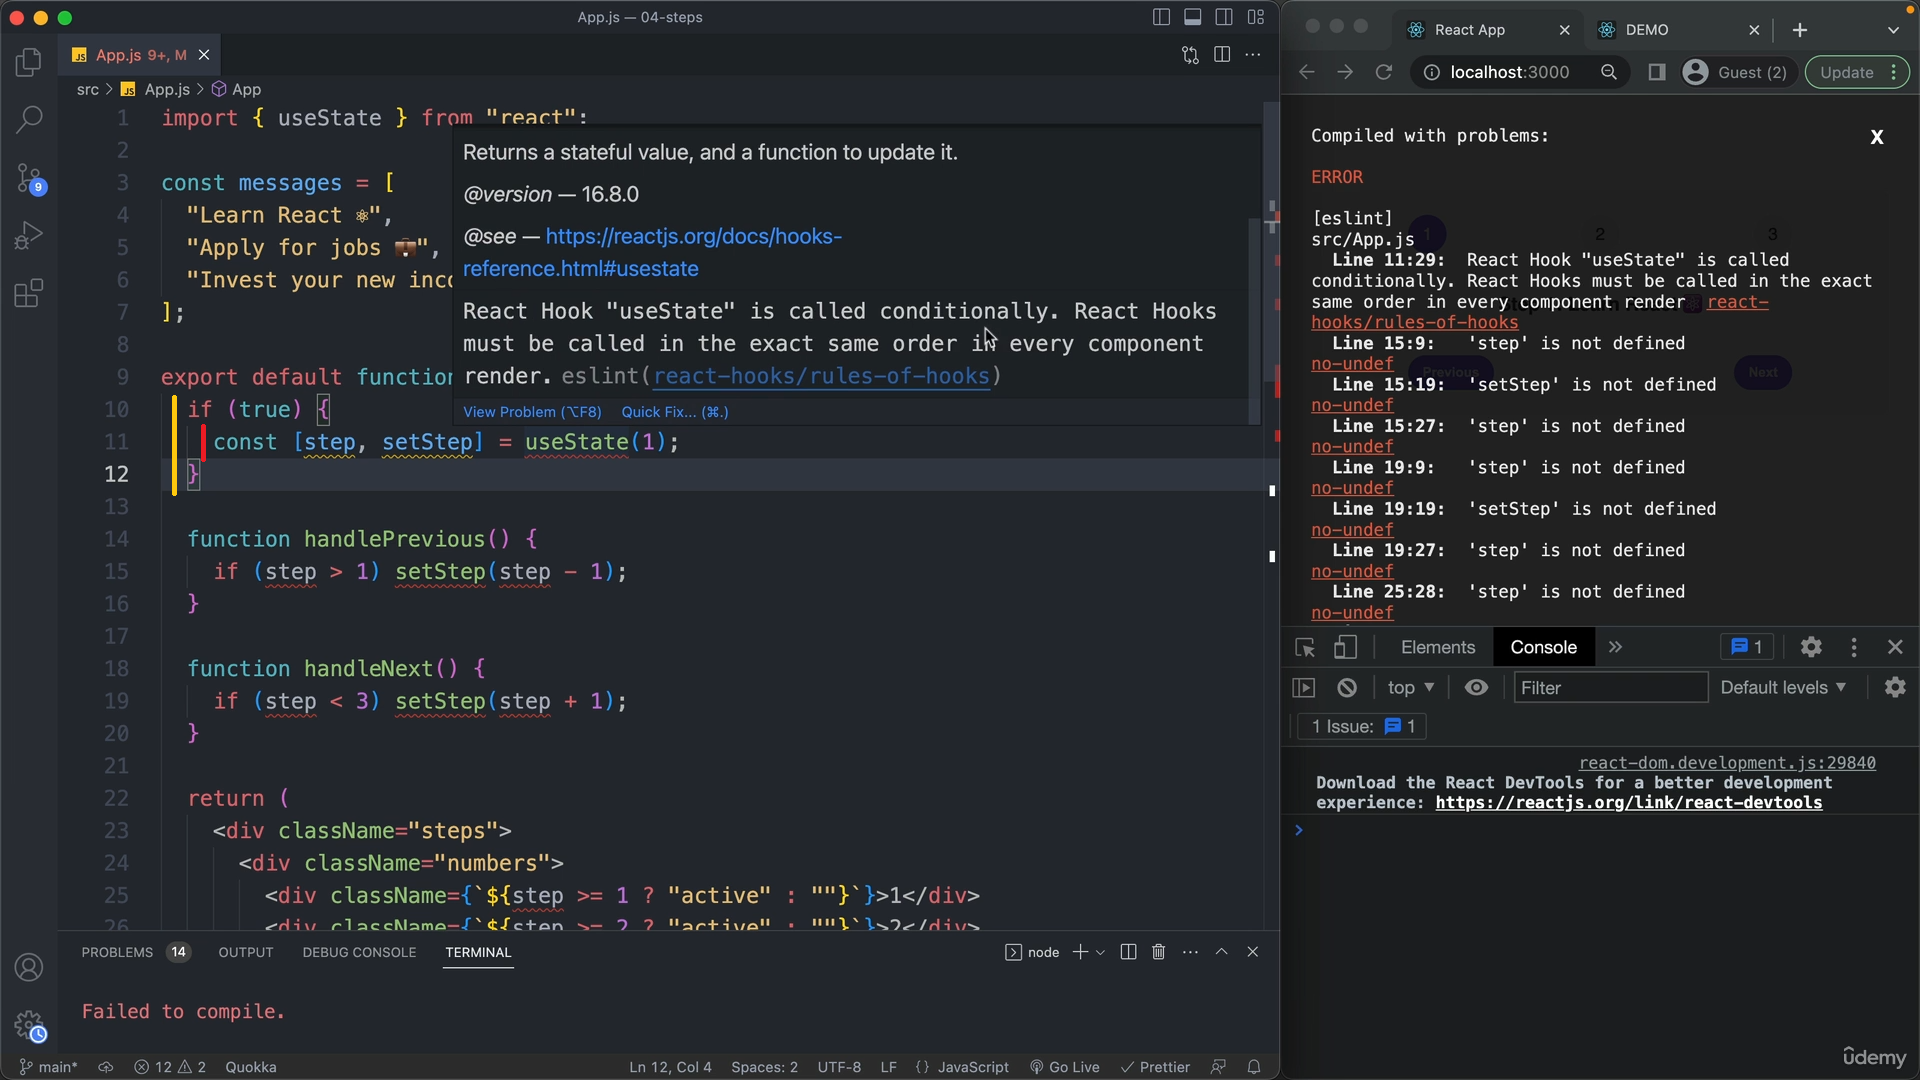 App.js — 04-steps
App.js 9+, M
src > App.js > App
1 import { useState } from "react";
2
3 const messages = [
4 "Learn React ⚛️",
5 "Apply for jobs 💼",
6 "Invest your new inco
7 ];
8
9 export default function
10 if (true) {
11 const [step, setStep] = useState(1);
12 }
13
14 function handlePrevious() {
15 if (step > 1) setStep(step - 1);
16 }
17
18 function handleNext() {
19 if (step < 3) setStep(step + 1);
20 }
21
22 return (
23 <div className="steps">
24 <div className="numbers">
25 <div className={`${step >= 1 ? "active" : ""}`}>1</div>
26 <div className={`${step >= 2 ? "active" : ""}`}>2</div>
Returns a stateful value, and a function to update it.
@version — 16.8.0
@see — https://reactjs.org/docs/hooks-
reference.html#usestate
React Hook "useState" is called conditionally. React Hooks
must be called in the exact same order in every component
render. eslint(react-hooks/rules-of-hooks)
View Problem (⌥F8) Quick Fix... (⌘.)
9
PROBLEMS 14 OUTPUT DEBUG CONSOLE TERMINAL
node
Failed to compile.
main* 12 2 Quokka
Ln 12, Col 4 Spaces: 2 UTF-8 LF {} JavaScript Go Live Prettier
React App
DEMO
localhost:3000
Guest (2)
Update
Compiled with problems:
X
ERROR
[eslint]
src/App.js
Line 11:29: React Hook "useState" is called
conditionally. React Hooks must be called in the exact
same order in every component render react-
hooks/rules-of-hooks
Line 15:9: 'step' is not defined
no-undef
Line 15:19: 'setStep' is not defined
no-undef
Line 15:27: 'step' is not defined
no-undef
Line 19:9: 'step' is not defined
no-undef
Line 19:19: 'setStep' is not defined
no-undef
Line 19:27: 'step' is not defined
no-undef
Line 25:28: 'step' is not defined
no-undef
1 2 3
Previous
Next
Elements Console
1
top
Filter
Default levels
1 Issue: 1
react-dom.development.js:29840
Download the React DevTools for a better development
experience: https://reactjs.org/link/react-devtools
udemy